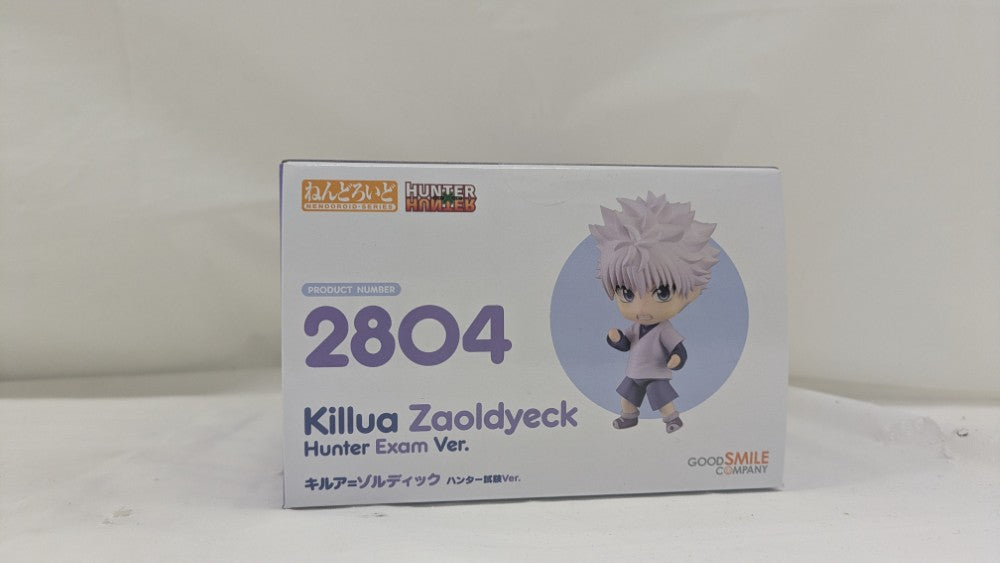 ねんどろいど
NENDOROID SERIES
HUNTER
HUNTER
PRODUCT NUMBER
2804
Killua Zaoldyeck
Hunter Exam Ver.
キルア=ゾルディック ハンター試験Ver.
GOOD SMILE
COMPANY